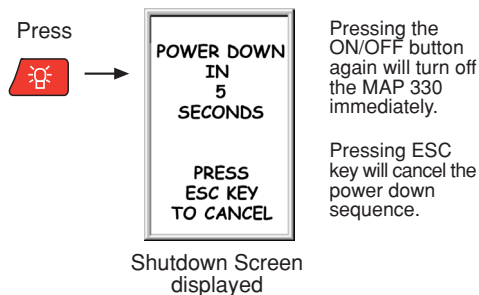 Press
POWER DOWN
IN
5
SECONDS
PRESS
ESC KEY
TO CANCEL
Shutdown Screen
displayed
Pressing the
ON/OFF button
again will turn off
the MAP 330
immediately.
Pressing ESC
key will cancel the
power down
sequence.